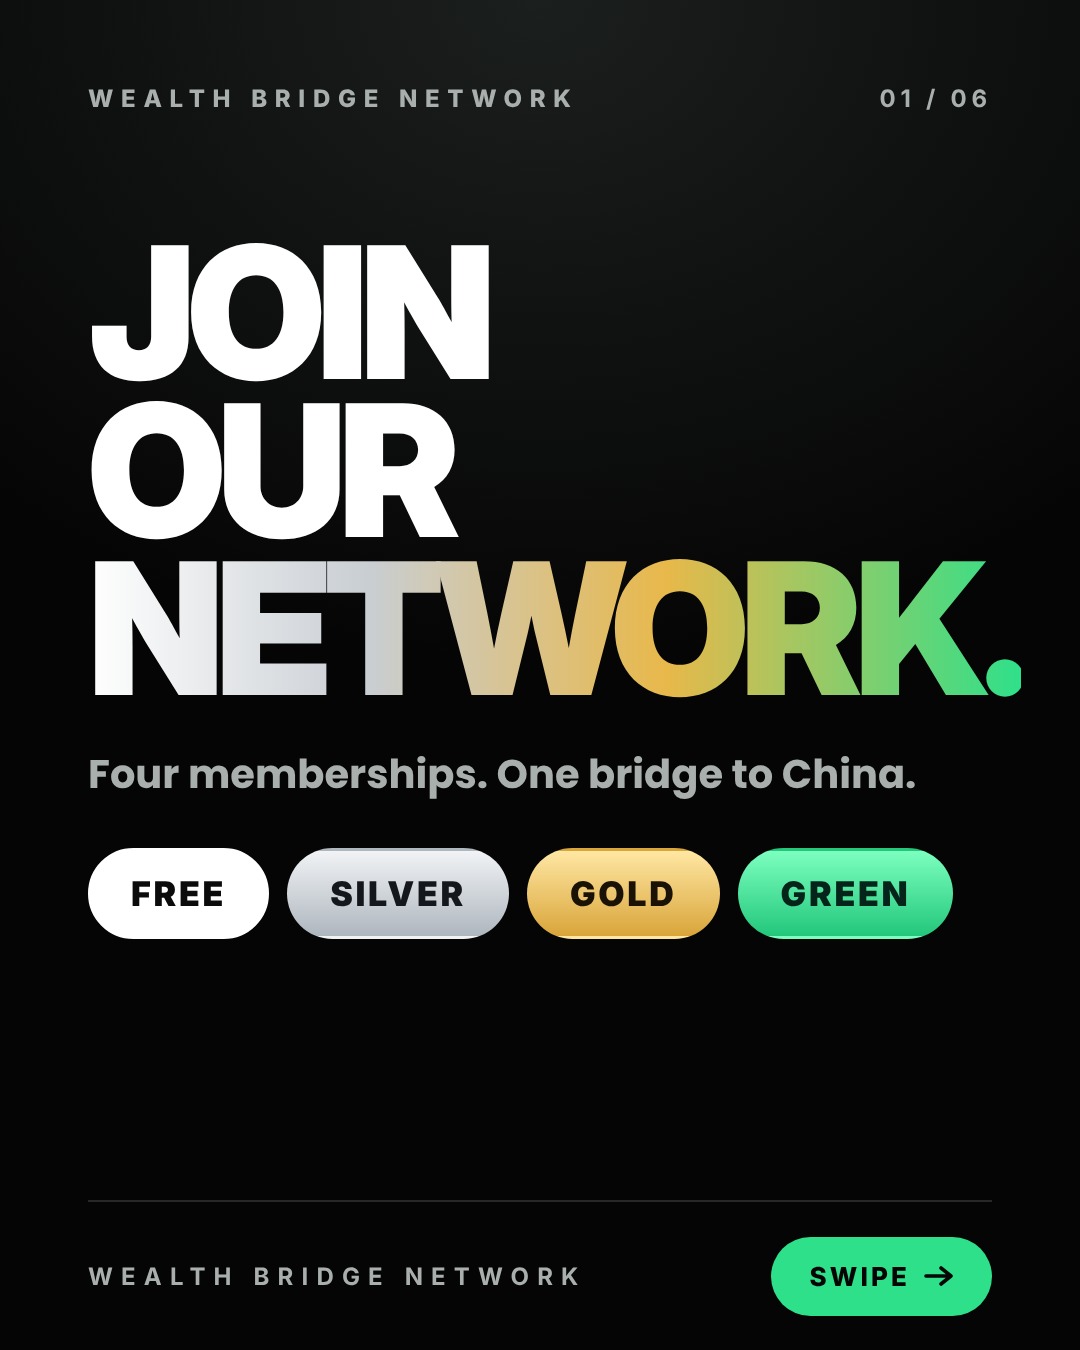 WEALTH BRIDGE NETWORK
01 / 06
JOIN
OUR
NETWORK.
Four memberships. One bridge to China.
FREE
SILVER
GOLD
GREEN
WEALTH BRIDGE NETWORK
SWIPE →